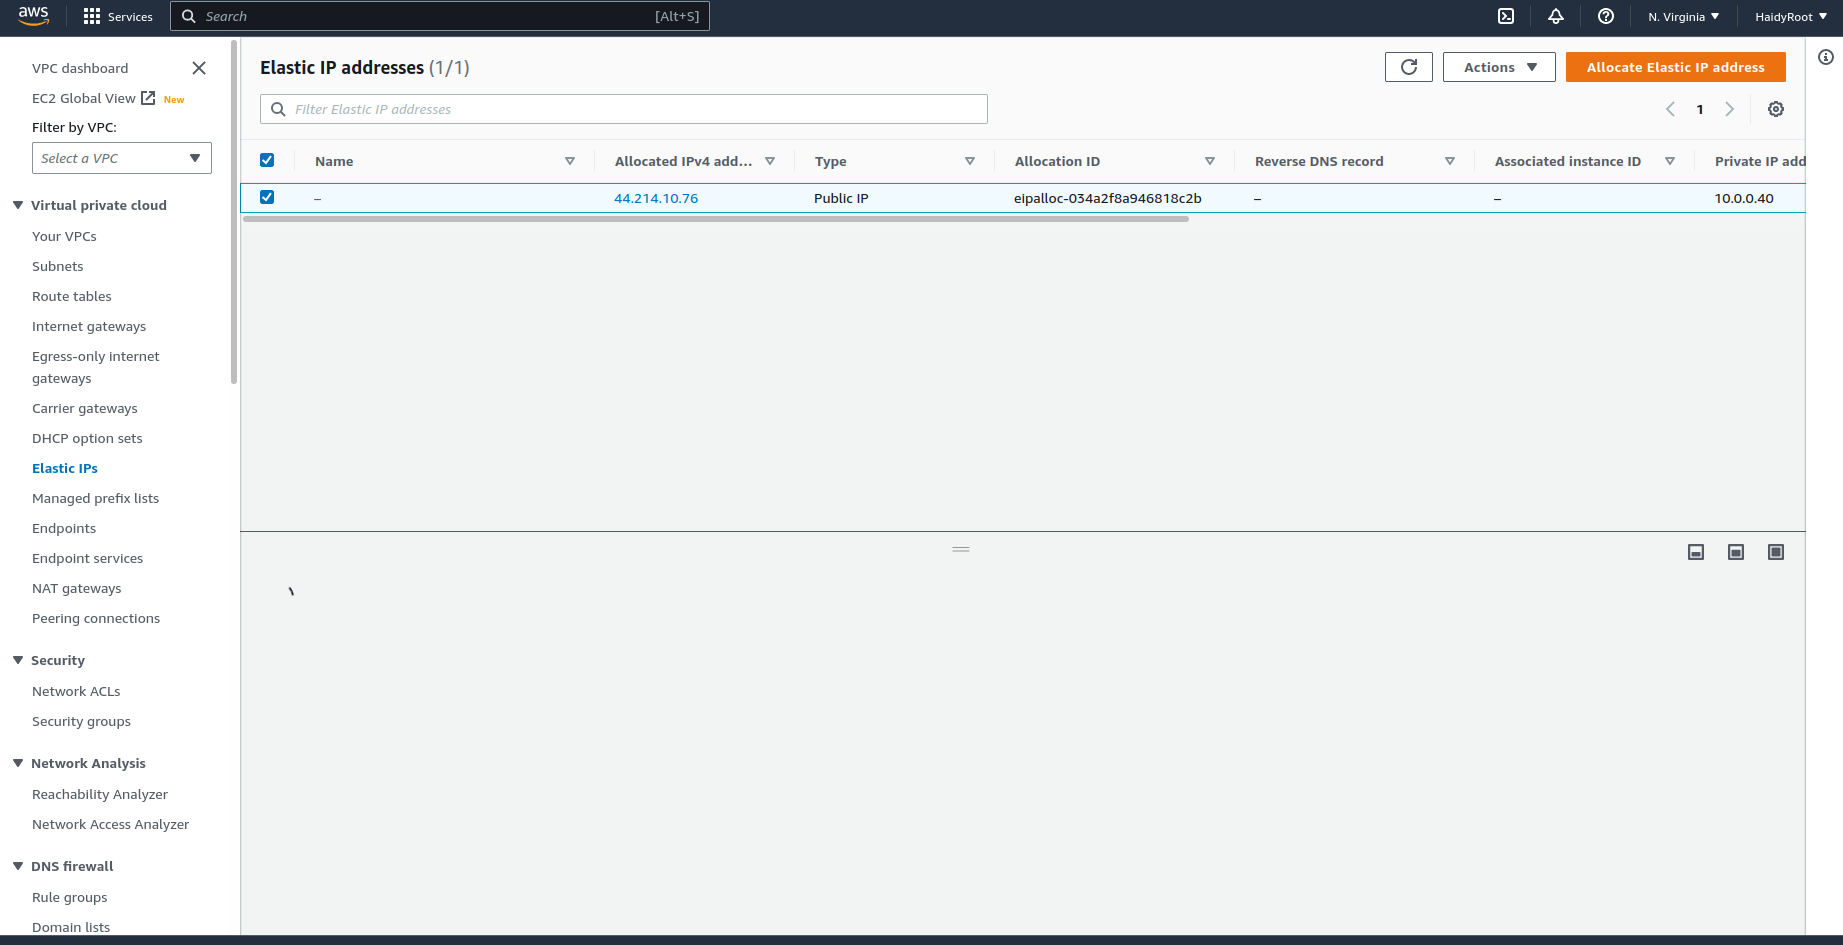 aws Services Search [Alt+S] N. Virginia HaidyRoot
VPC dashboard
EC2 Global View New
Filter by VPC:
Select a VPC
Virtual private cloud
Your VPCs
Subnets
Route tables
Internet gateways
Egress-only internet
gateways
Carrier gateways
DHCP option sets
Elastic IPs
Managed prefix lists
Endpoints
Endpoint services
NAT gateways
Peering connections
Security
Network ACLs
Security groups
Network Analysis
Reachability Analyzer
Network Access Analyzer
DNS firewall
Rule groups
Domain lists
Elastic IP addresses (1/1) Actions Allocate Elastic IP address
Filter Elastic IP addresses 1
Name Allocated IPv4 add... Type Allocation ID Reverse DNS record Associated instance ID Private IP add
– 44.214.10.76 Public IP eipalloc-034a2f8a946818c2b – – 10.0.0.40